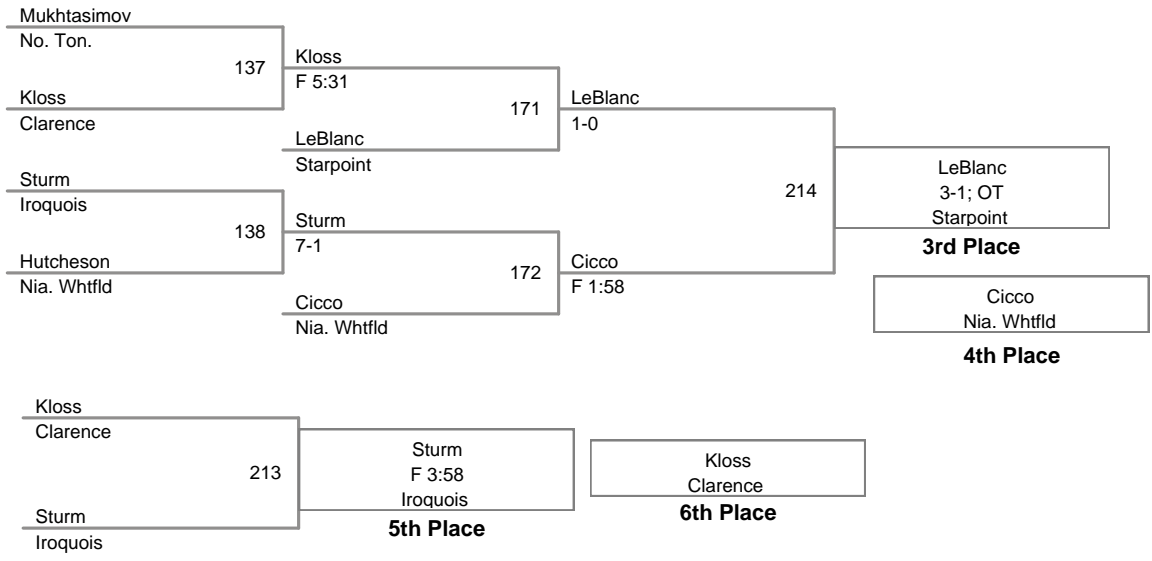 Mukhtasimov
No. Ton.
137
Kloss
F 5:31
Kloss
Clarence
171
LeBlanc
1-0
LeBlanc
Starpoint
Sturm
Iroquois
138
Sturm
7-1
Hutcheson
Nia. Whtfld
172
Cicco
F 1:58
Cicco
Nia. Whtfld
214
LeBlanc
3-1; OT
Starpoint
3rd Place
Cicco
Nia. Whtfld
4th Place
Kloss
Clarence
213
Sturm
Iroquois
Sturm
F 3:58
Iroquois
5th Place
Kloss
Clarence
6th Place